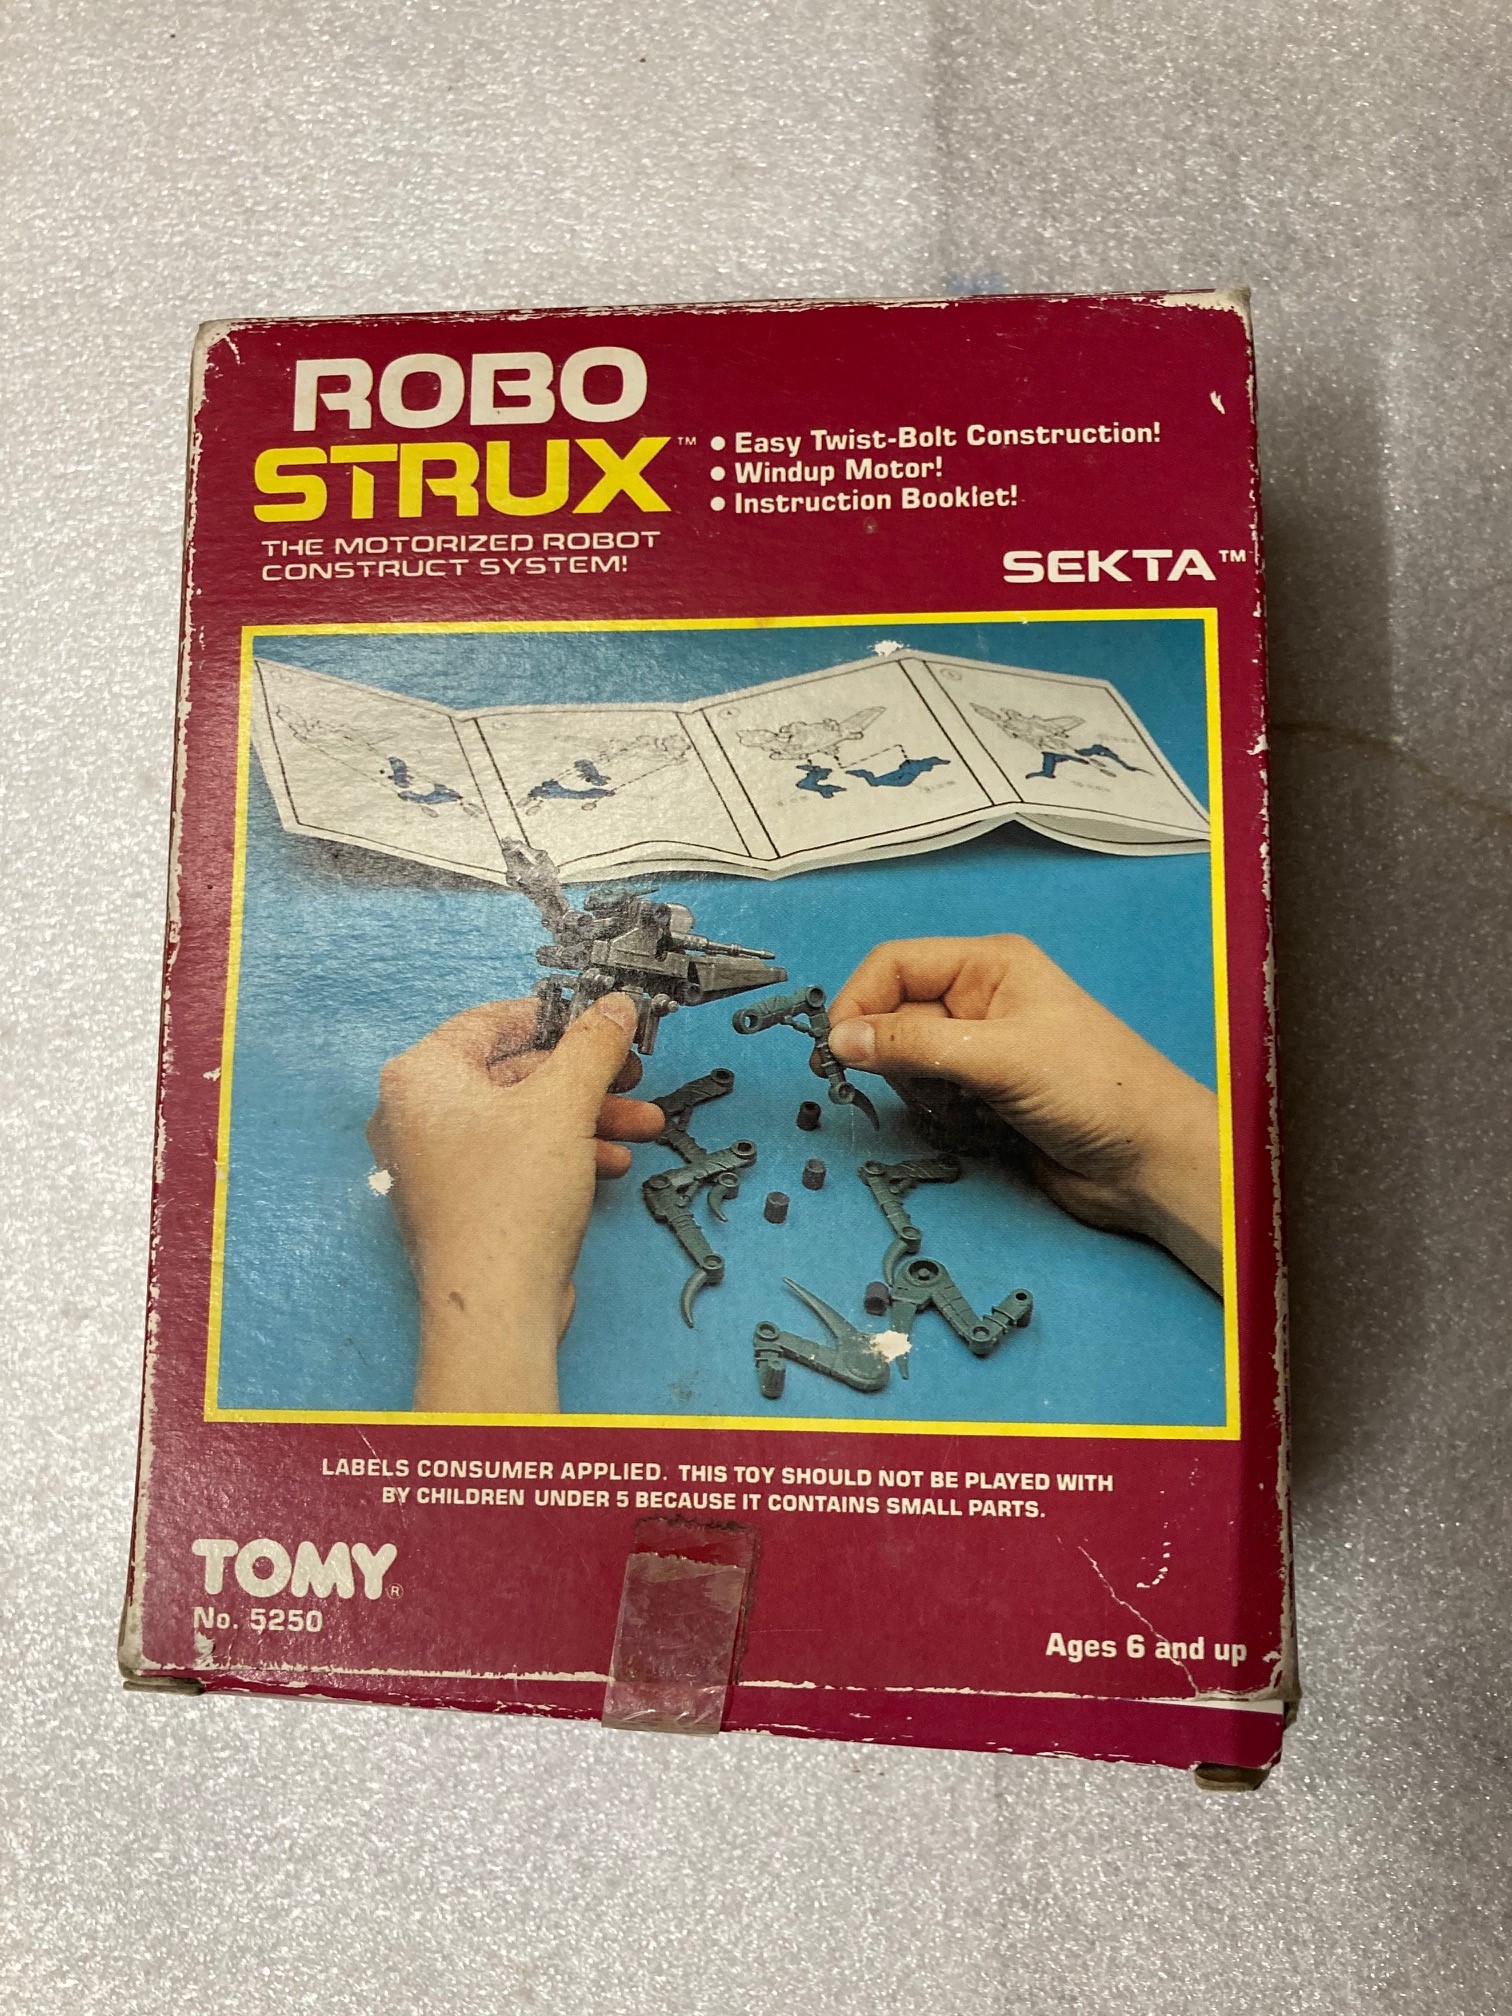 ROBO
STRUX™
THE MOTORIZED ROBOT
CONSTRUCT SYSTEM!
• Easy Twist-Bolt Construction!
• Windup Motor!
• Instruction Booklet!
SEKTA™
LABELS CONSUMER APPLIED. THIS TOY SHOULD NOT BE PLAYED WITH
BY CHILDREN UNDER 5 BECAUSE IT CONTAINS SMALL PARTS.
TOMY®
No. 5250
Ages 6 and up